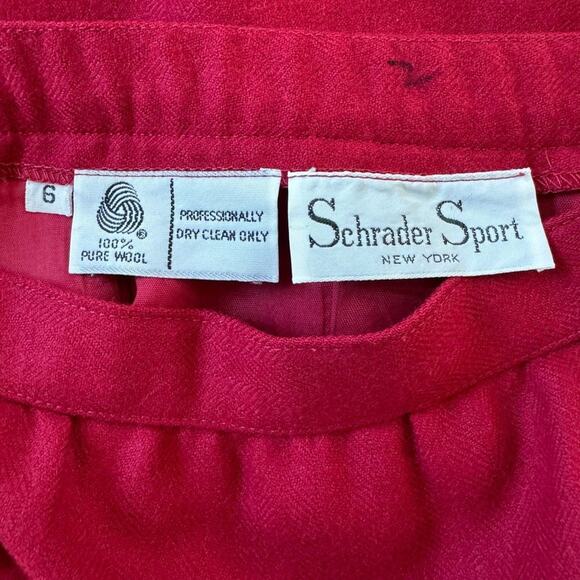 6
100%
PURE WOOL
®
PROFESSIONALLY
DRY CLEAN ONLY
Schrader Sport
NEW YORK